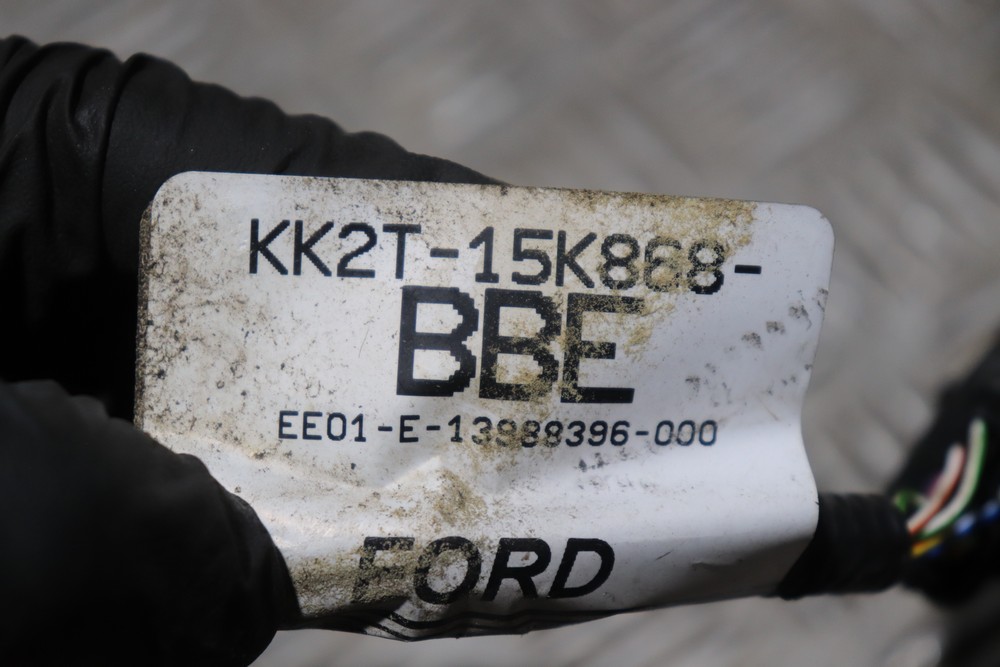 KK2T-15K868-
BBE
EE01-E-13988396-000
FORD